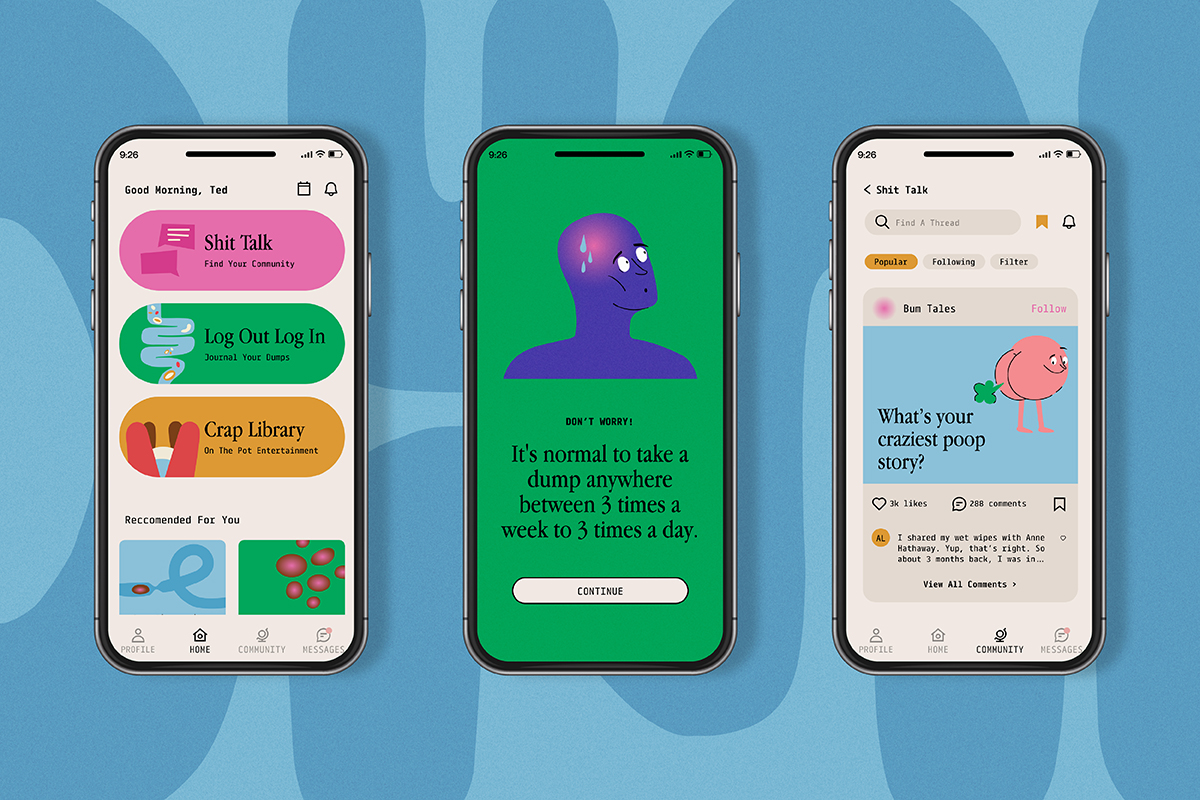 9:26
Good Morning, Ted
Shit Talk
Find Your Community
Log Out Log In
Journal Your Dumps
Crap Library
On The Pot Entertainment
Reccomended For You
PROFILE
HOME
COMMUNITY
MESSAGES
9:26
DON'T WORRY!
It's normal to take a
dump anywhere
between 3 times a
week to 3 times a day.
CONTINUE
9:26
Shit Talk
Find A Thread
Popular
Following
Filter
Bum Tales
Follow
What's your
craziest poop
story?
3k likes
288 comments
AL
I shared my wet wipes with Anne
Hathaway. Yup, that's right. So
about 3 months back, I was in...
View All Comments >
PROFILE
HOME
COMMUNITY
MESSAGES